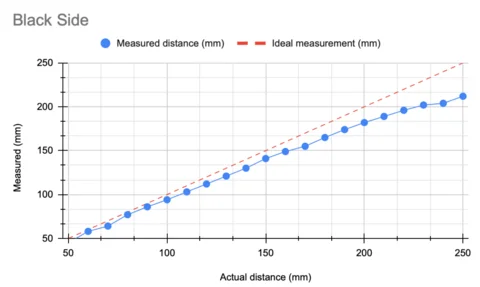 Black Side
Measured distance (mm)
Ideal measurement (mm)
250
200
150
100
50
Measured (mm)
50
100
150
200
250
Actual distance (mm)